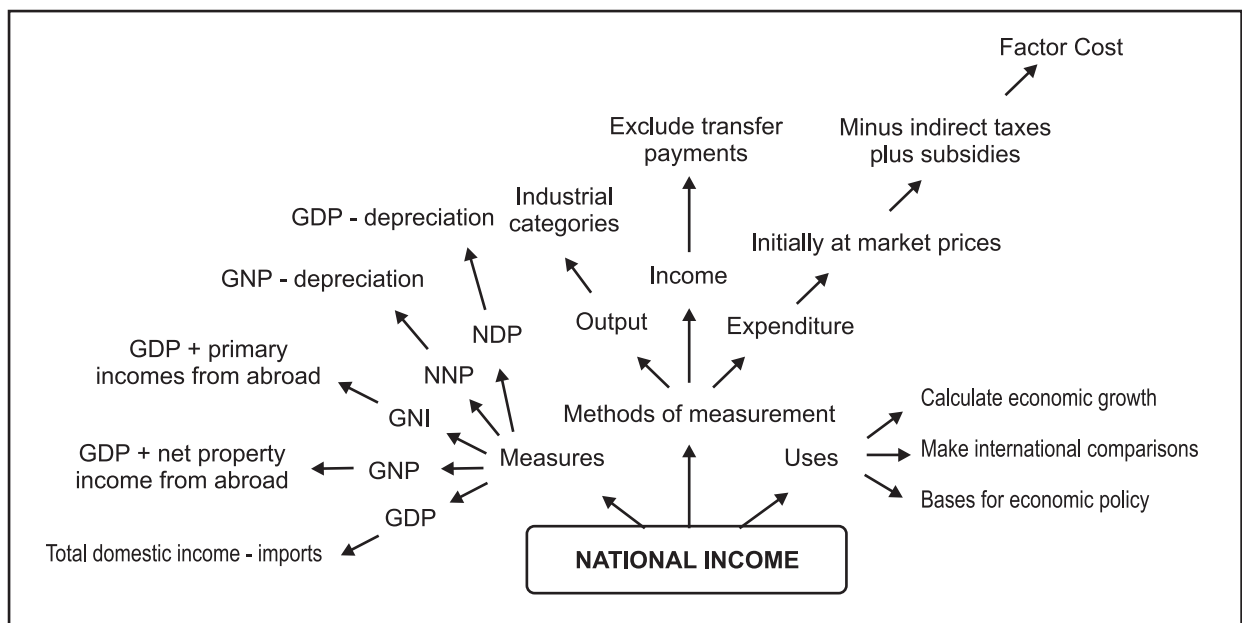 Factor Cost
Exclude transfer
payments
Minus indirect taxes
plus subsidies
Industrial
categories
GDP - depreciation
Initially at market prices
GNP - depreciation
Income
Output
Expenditure
NDP
GDP + primary
incomes from abroad
NNP
Methods of measurement
Calculate economic growth
GNI
GDP + net property
income from abroad
GNP
Measures
Uses
Make international comparisons
Bases for economic policy
GDP
Total domestic income - imports
NATIONAL INCOME